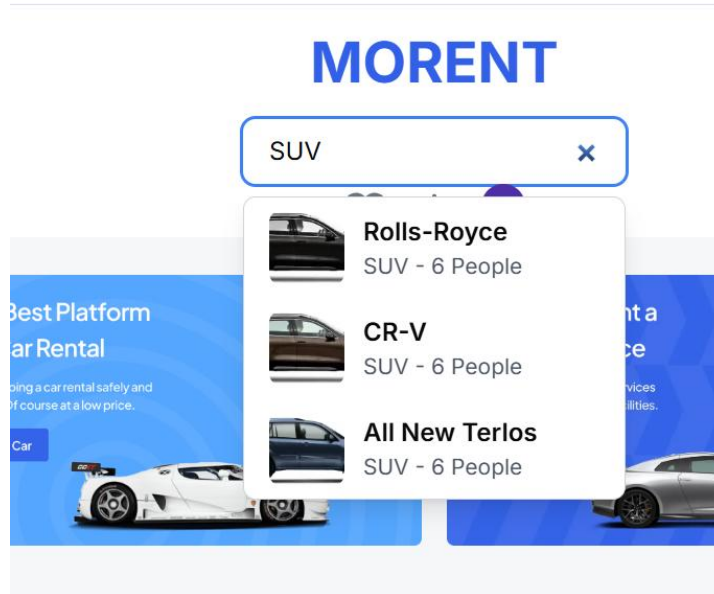 MORENT
SUV
Rolls-Royce
SUV - 6 People
CR-V
SUV - 6 People
All New Terlos
SUV - 6 People
Best Platform
ar Rental
ping a car rental safely and
Of course at a low price.
Car
nt a
ce
vices
ilities.